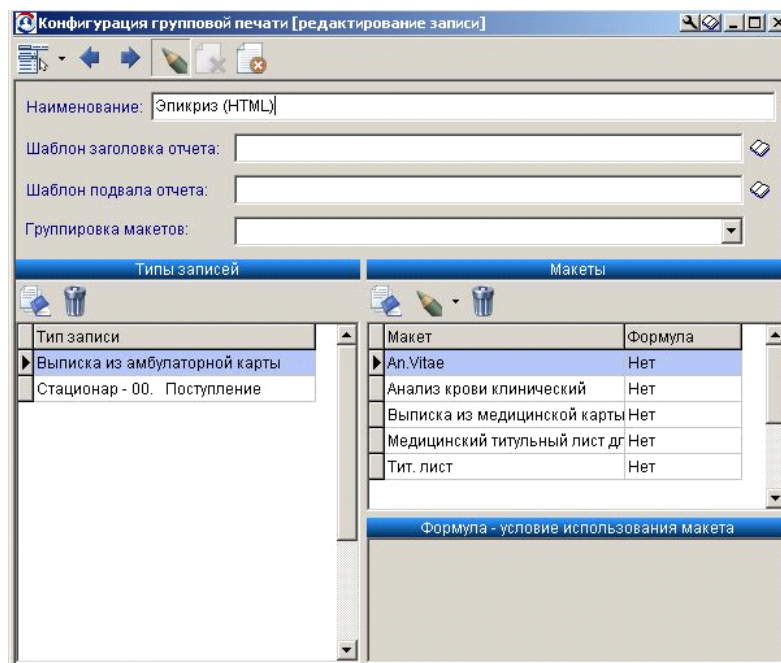 Конфигурация групповой печати [редактирование записи]
Наименование: Эпикриз (HTML)
Шаблон заголовка отчета:
Шаблон подвала отчета:
Группировка макетов:
Типы записей
Тип записи
Выписка из амбулаторной карты
Стационар - 00. Поступление
Макеты
Макет Формула
An.Vitae Нет
Анализ крови клинический Нет
Выписка из медицинской карты Нет
Медицинский титульный лист дл Нет
Тит. лист Нет
Формула - условие использования макета